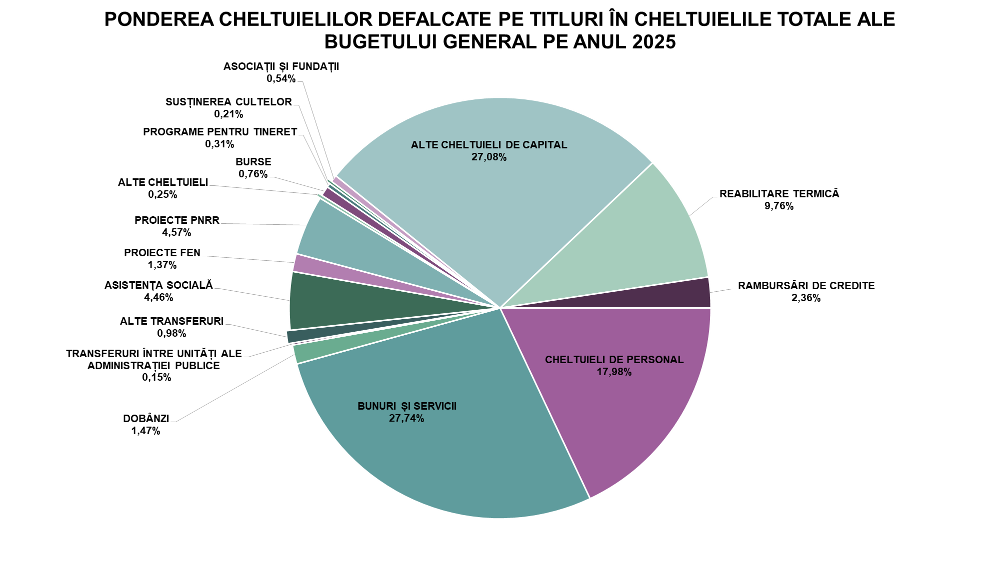 PONDEREA CHELTUIELILOR DEFALCATE PE TITLURI ÎN CHELTUIELILE TOTALE ALE
BUGETULUI GENERAL PE ANUL 2025
ASOCIAȚII ȘI FUNDAȚII
0,54%
SUSȚINEREA CULTELOR
0,21%
PROGRAME PENTRU TINERET
0,31%
BURSE
0,76%
ALTE CHELTUIELI
0,25%
PROIECTE PNRR
4,57%
PROIECTE FEN
1,37%
ASISTENȚA SOCIALĂ
4,46%
ALTE TRANSFERURI
0,98%
TRANSFERURI ÎNTRE UNITĂȚI ALE
ADMINISTRAȚIEI PUBLICE
0,15%
DOBÂNZI
1,47%
ALTE CHELTUIELI DE CAPITAL
27,08%
REABILITARE TERMICĂ
9,76%
RAMBURSĂRI DE CREDITE
2,36%
CHELTUIELI DE PERSONAL
17,98%
BUNURI ȘI SERVICII
27,74%